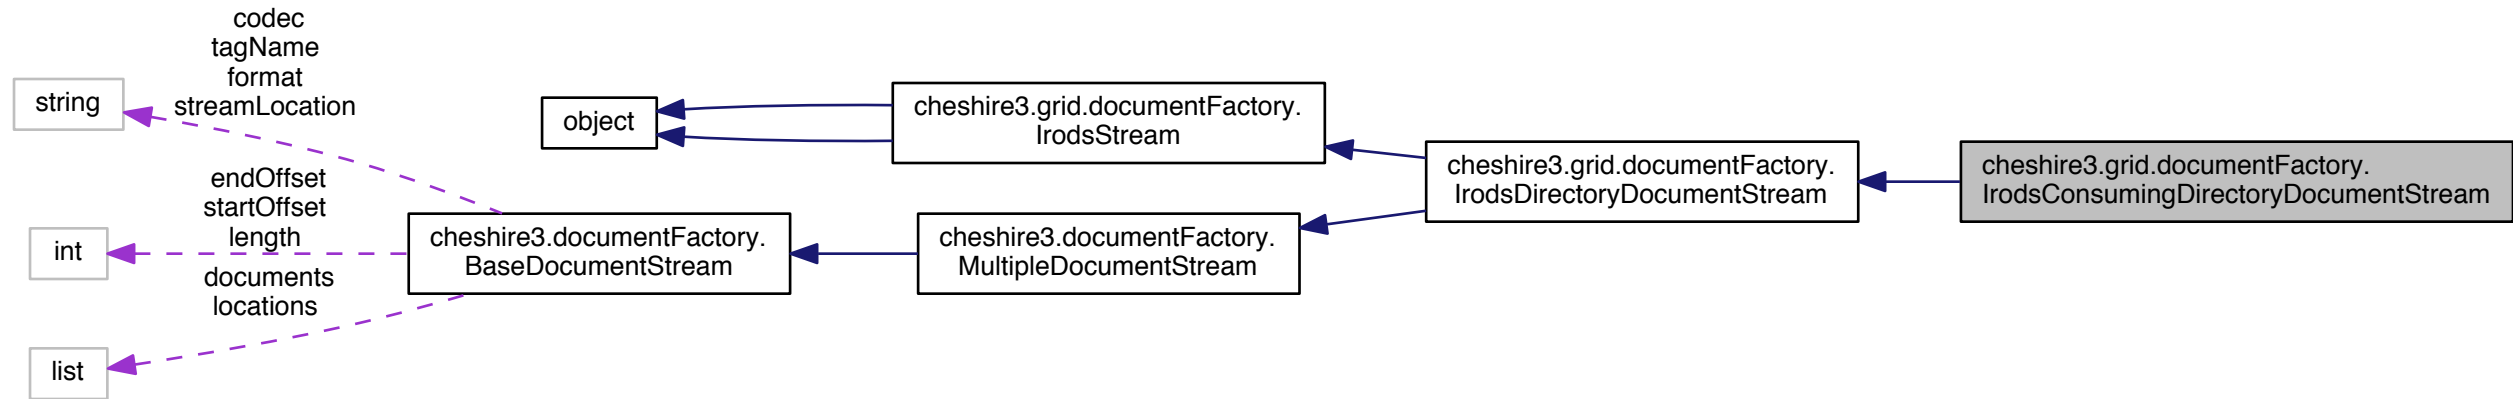 codec
tagName
format
streamLocation
string
endOffset
startOffset
length
int
documents
locations
list
object
cheshire3.documentFactory.
BaseDocumentStream
cheshire3.grid.documentFactory.
IrodsStream
cheshire3.documentFactory.
MultipleDocumentStream
cheshire3.grid.documentFactory.
IrodsDirectoryDocumentStream
cheshire3.grid.documentFactory.
IrodsConsumingDirectoryDocumentStream